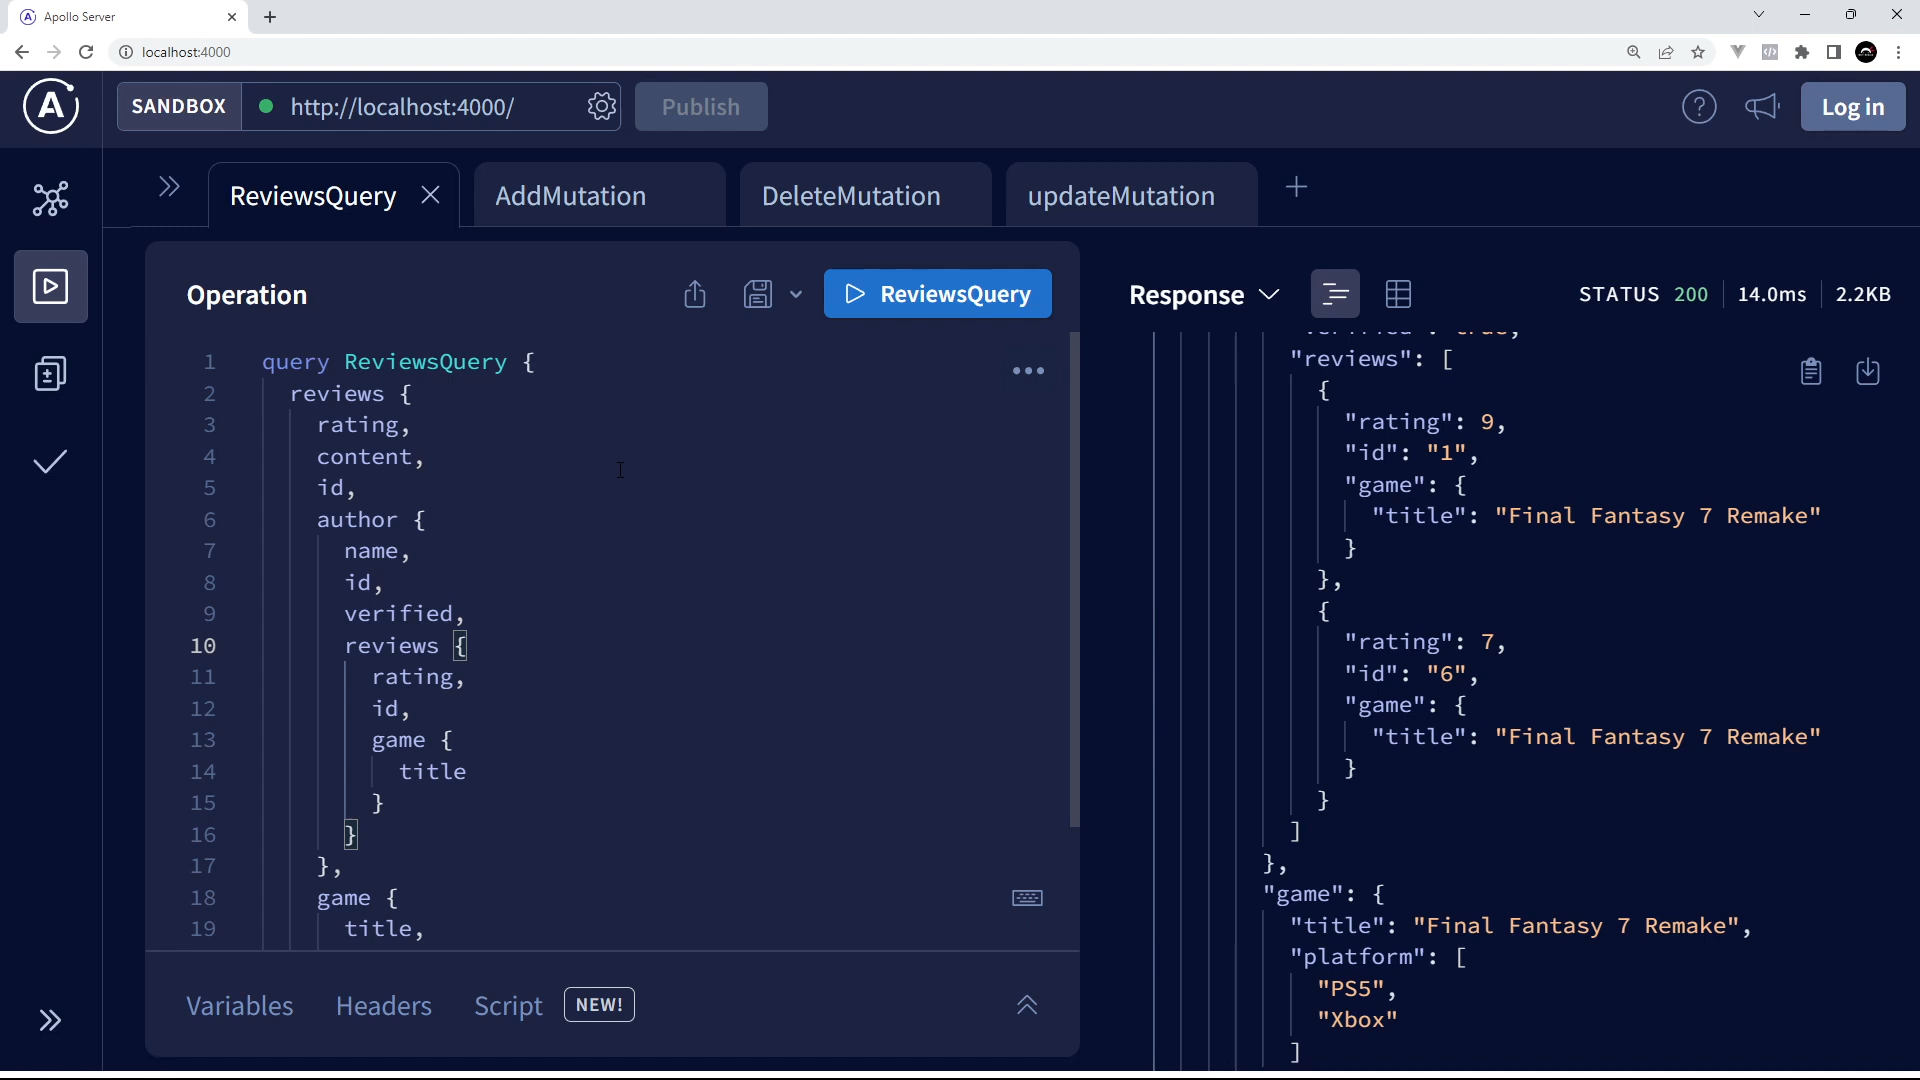 Apollo Server
localhost:4000
SANDBOX http://localhost:4000/ Publish Log in
ReviewsQuery AddMutation DeleteMutation updateMutation
Operation ReviewsQuery
1 query ReviewsQuery {
2 reviews {
3 rating,
4 content,
5 id,
6 author {
7 name,
8 id,
9 verified,
10 reviews {
11 rating,
12 id,
13 game {
14 title
15 }
16 }
17 },
18 game {
19 title,
Variables Headers Script NEW!
Response STATUS 200 14.0ms 2.2KB
"reviews": [
{
"rating": 9,
"id": "1",
"game": {
"title": "Final Fantasy 7 Remake"
}
},
{
"rating": 7,
"id": "6",
"game": {
"title": "Final Fantasy 7 Remake"
}
}
]
},
"game": {
"title": "Final Fantasy 7 Remake",
"platform": [
"PS5",
"Xbox"
]